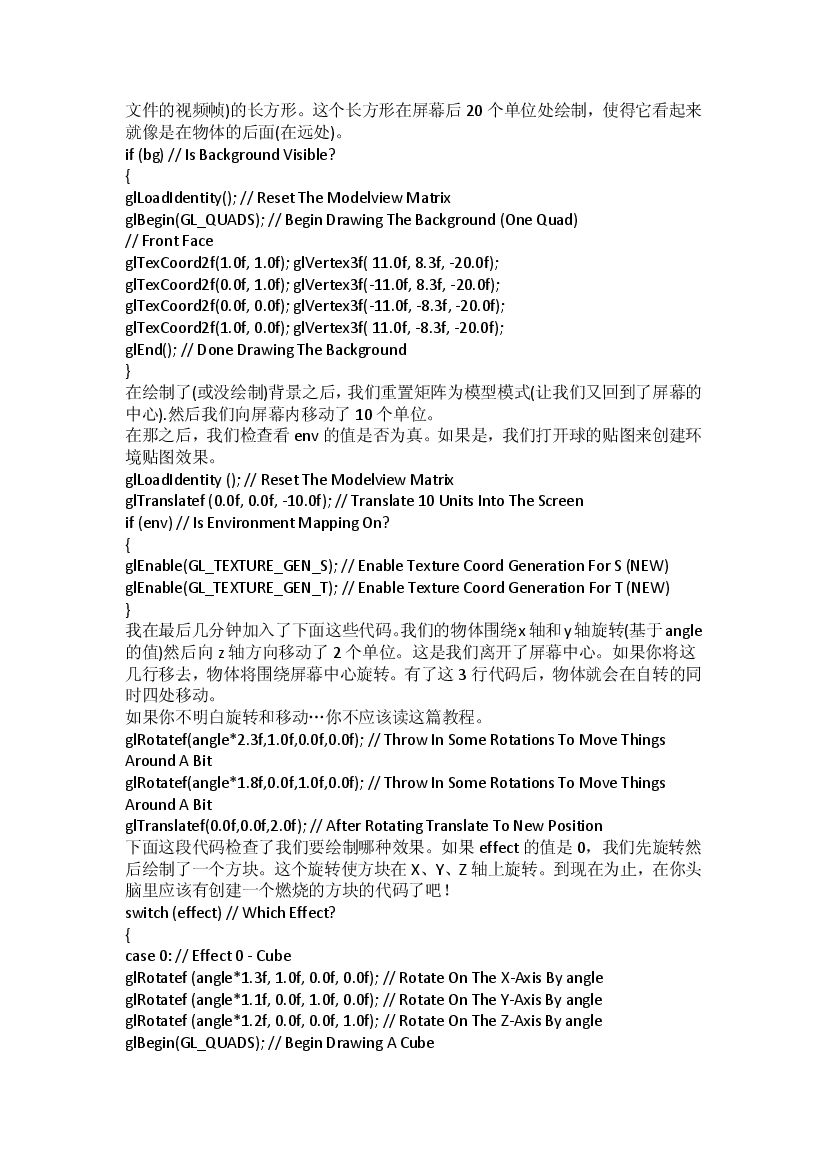 文件的视频帧)的长方形。这个长方形在屏幕后 20 个单位处绘制，使得它看起来
就像是在物体的后面(在远处)。
if (bg) // Is Background Visible?
{
glLoadIdentity(); // Reset The Modelview Matrix
glBegin(GL_QUADS); // Begin Drawing The Background (One Quad)
// Front Face
glTexCoord2f(1.0f, 1.0f); glVertex3f( 11.0f, 8.3f, -20.0f);
glTexCoord2f(0.0f, 1.0f); glVertex3f(-11.0f, 8.3f, -20.0f);
glTexCoord2f(0.0f, 0.0f); glVertex3f(-11.0f, -8.3f, -20.0f);
glTexCoord2f(1.0f, 0.0f); glVertex3f( 11.0f, -8.3f, -20.0f);
glEnd(); // Done Drawing The Background
}
在绘制了(或没绘制)背景之后，我们重置矩阵为模型模式(让我们又回到了屏幕的
中心).然后我们向屏幕内移动了 10 个单位。
在那之后，我们检查看 env 的值是否为真。如果是，我们打开球的贴图来创建环
境贴图效果。
glLoadIdentity (); // Reset The Modelview Matrix
glTranslatef (0.0f, 0.0f, -10.0f); // Translate 10 Units Into The Screen
if (env) // Is Environment Mapping On?
{
glEnable(GL_TEXTURE_GEN_S); // Enable Texture Coord Generation For S (NEW)
glEnable(GL_TEXTURE_GEN_T); // Enable Texture Coord Generation For T (NEW)
}
我在最后几分钟加入了下面这些代码。我们的物体围绕 x 轴和 y 轴旋转(基于 angle
的值)然后向 z 轴方向移动了 2 个单位。这是我们离开了屏幕中心。如果你将这
几行移去，物体将围绕屏幕中心旋转。有了这 3 行代码后，物体就会在自转的同
时四处移动。
如果你不明白旋转和移动…你不应该读这篇教程。
glRotatef(angle*2.3f,1.0f,0.0f,0.0f); // Throw In Some Rotations To Move Things
Around A Bit
glRotatef(angle*1.8f,0.0f,1.0f,0.0f); // Throw In Some Rotations To Move Things
Around A Bit
glTranslatef(0.0f,0.0f,2.0f); // After Rotating Translate To New Position
下面这段代码检查了我们要绘制哪种效果。如果 effect 的值是 0，我们先旋转然
后绘制了一个方块。这个旋转使方块在 X、Y、Z 轴上旋转。到现在为止，在你头
脑里应该有创建一个燃烧的方块的代码了吧！
switch (effect) // Which Effect?
{
case 0: // Effect 0 - Cube
glRotatef (angle*1.3f, 1.0f, 0.0f, 0.0f); // Rotate On The X-Axis By angle
glRotatef (angle*1.1f, 0.0f, 1.0f, 0.0f); // Rotate On The Y-Axis By angle
glRotatef (angle*1.2f, 0.0f, 0.0f, 1.0f); // Rotate On The Z-Axis By angle
glBegin(GL_QUADS); // Begin Drawing A Cube